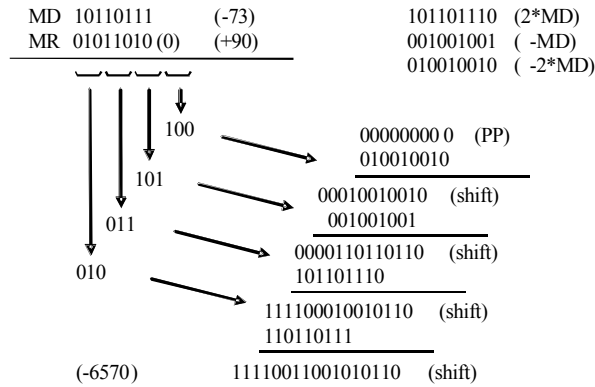 MD 10110111 (-73) 101101110 (2*MD)
MR 01011010 (0) (+90) 001001001 ( -MD)
010010010 ( -2*MD)
100
00000000 0 (PP)
010010010
101
00010010010 (shift)
001001001
011
0000110110110 (shift)
101101110
010
111100010010110 (shift)
110110111
(-6570) 11110011001010110 (shift)